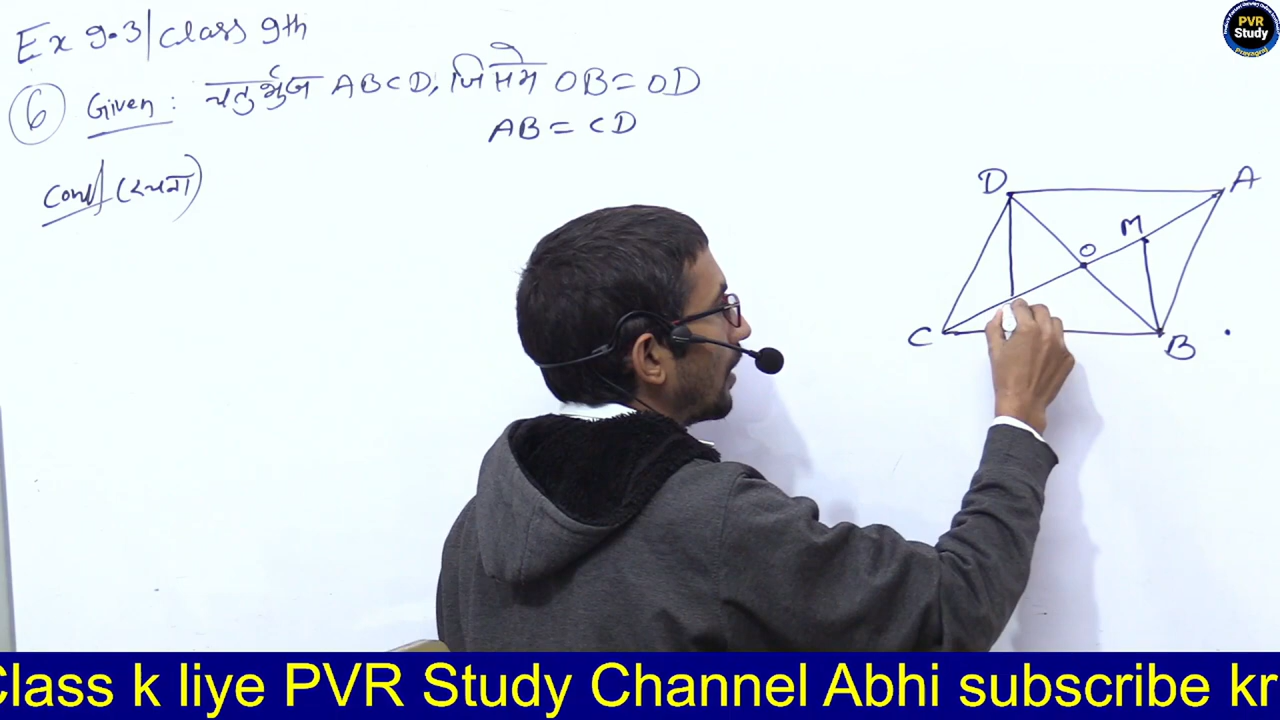 Ex 9.3 | Class 9th
6 Given: चतुर्भुज ABCD, जिसमें OB = OD
AB = CD
Const (रचना)
D
A
M
O
C
B
PVR
Study
Class k liye PVR Study Channel Abhi subscribe kr